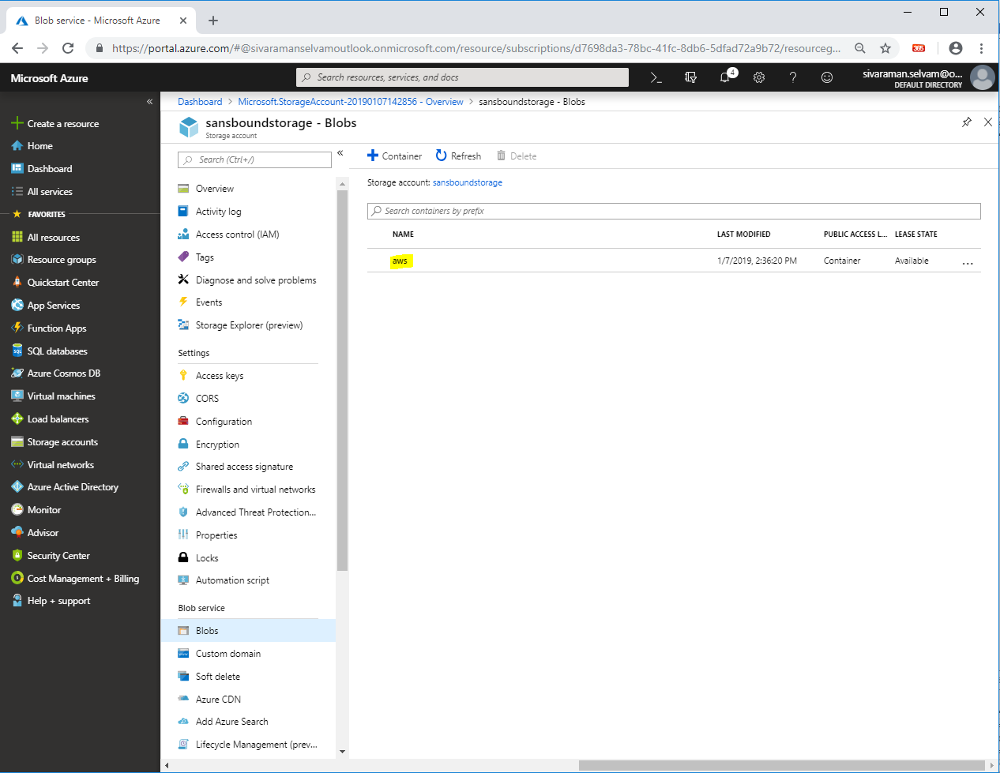 Blob service - Microsoft Azure
https://portal.azure.com/#@sivaramanselvamoutlook.onmicrosoft.com/resource/subscriptions/d7698da3-78bc-41fc-8db6-5dfad72a9b72/resourceg...
365
Microsoft Azure
Search resources, services, and docs
4
sivaraman.selvam@o...
DEFAULT DIRECTORY
Dashboard > Microsoft.StorageAccount-20190107142856 - Overview > sansboundstorage - Blobs
sansboundstorage - Blobs
Storage account
Create a resource
Home
Dashboard
All services
FAVORITES
All resources
Resource groups
Quickstart Center
App Services
Function Apps
SQL databases
Azure Cosmos DB
Virtual machines
Load balancers
Storage accounts
Virtual networks
Azure Active Directory
Monitor
Advisor
Security Center
Cost Management + Billing
Help + support
Search (Ctrl+/)
Overview
Activity log
Access control (IAM)
Tags
Diagnose and solve problems
Events
Storage Explorer (preview)
Settings
Access keys
CORS
Configuration
Encryption
Shared access signature
Firewalls and virtual networks
Advanced Threat Protection...
Properties
Locks
Automation script
Blob service
Blobs
Custom domain
Soft delete
Azure CDN
Add Azure Search
Lifecycle Management (prev...
Container Refresh Delete
Storage account: sansboundstorage
Search containers by prefix
NAME LAST MODIFIED PUBLIC ACCESS L... LEASE STATE
aws 1/7/2019, 2:36:20 PM Container Available ...